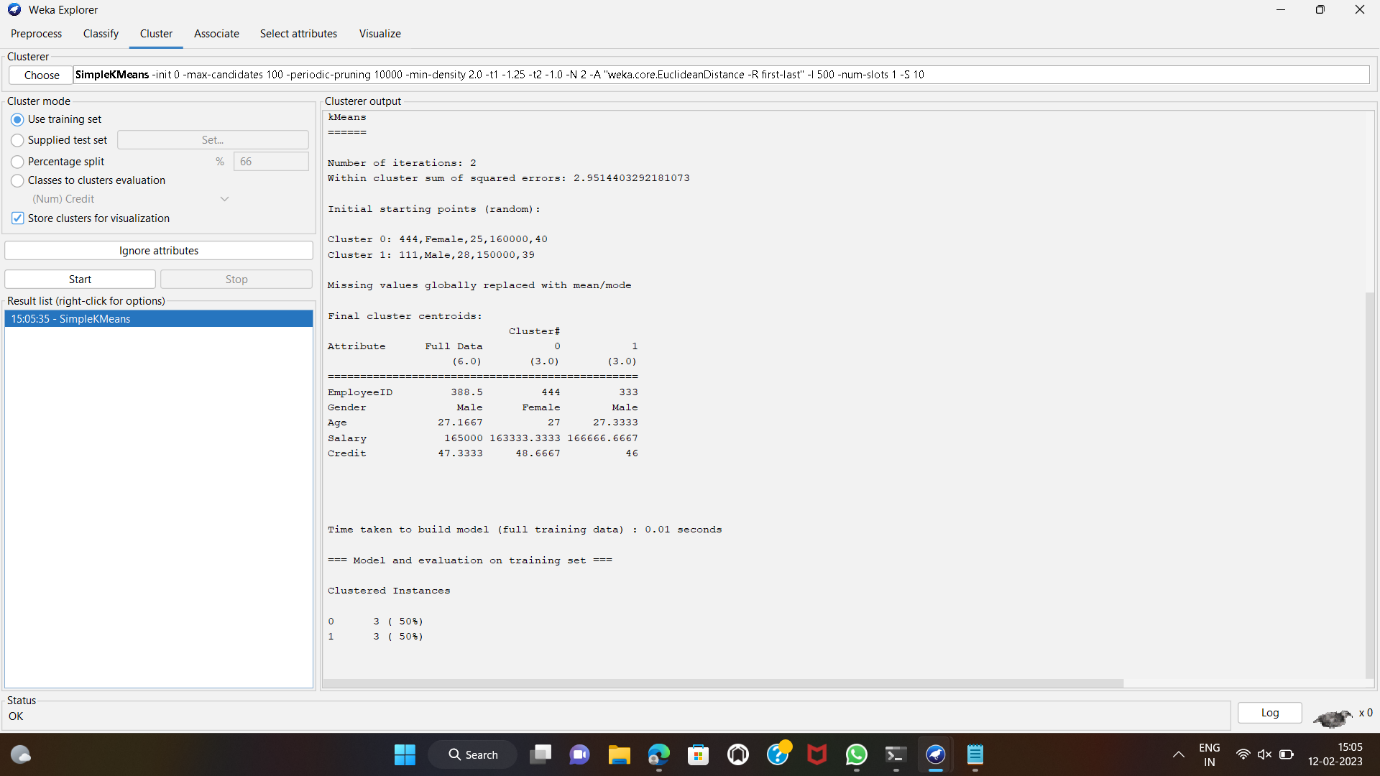 Weka Explorer
Preprocess Classify Cluster Associate Select attributes Visualize
Clusterer
Choose SimpleKMeans -init 0 -max-candidates 100 -periodic-pruning 10000 -min-density 2.0 -t1 -1.25 -t2 -1.0 -N 2 -A "weka.core.EuclideanDistance -R first-last" -I 500 -num-slots 1 -S 10
Cluster mode
Use training set
Supplied test set Set...
Percentage split % 66
Classes to clusters evaluation
(Num) Credit
Store clusters for visualization
Ignore attributes
Start Stop
Result list (right-click for options)
15:05:35 - SimpleKMeans
Clusterer output
kMeans
======
Number of iterations: 2
Within cluster sum of squared errors: 2.9514403292181073
Initial starting points (random):
Cluster 0: 444,Female,25,160000,40
Cluster 1: 111,Male,28,150000,39
Missing values globally replaced with mean/mode
Final cluster centroids:
Cluster#
Attribute Full Data 0 1
(6.0) (3.0) (3.0)
================================================
EmployeeID 388.5 444 333
Gender Male Female Male
Age 27.1667 27 27.3333
Salary 165000 163333.3333 166666.6667
Credit 47.3333 48.6667 46
Time taken to build model (full training data) : 0.01 seconds
=== Model and evaluation on training set ===
Clustered Instances
0 3 ( 50%)
1 3 ( 50%)
Status
OK
Log x 0
Search
ENG
IN
15:05
12-02-2023